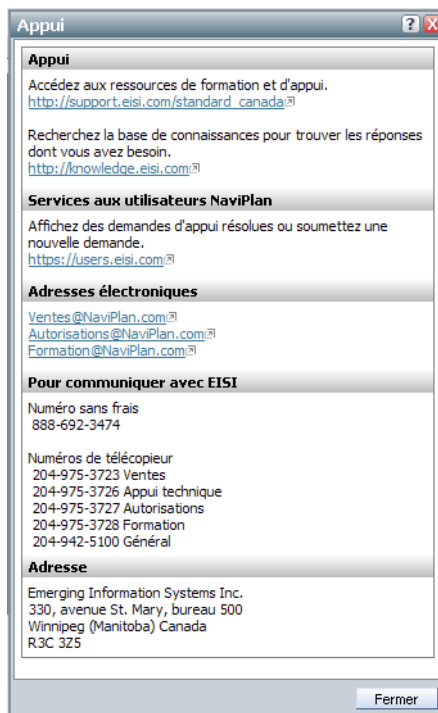 Appui
?
X
Appui
Accédez aux ressources de formation et d'appui.
http://support.eisi.com/standard_canada
Recherchez la base de connaissances pour trouver les réponses
dont vous avez besoin.
http://knowledge.eisi.com
Services aux utilisateurs NaviPlan
Affichez des demandes d'appui résolues ou soumettez une
nouvelle demande.
https://users.eisi.com
Adresses électroniques
Ventes@NaviPlan.com
Autorisations@NaviPlan.com
Formation@NaviPlan.com
Pour communiquer avec EISI
Numéro sans frais
888-692-3474
Numéros de télécopieur
204-975-3723 Ventes
204-975-3726 Appui technique
204-975-3727 Autorisations
204-975-3728 Formation
204-942-5100 Général
Adresse
Emerging Information Systems Inc.
330, avenue St. Mary, bureau 500
Winnipeg (Manitoba) Canada
R3C 3Z5
Fermer